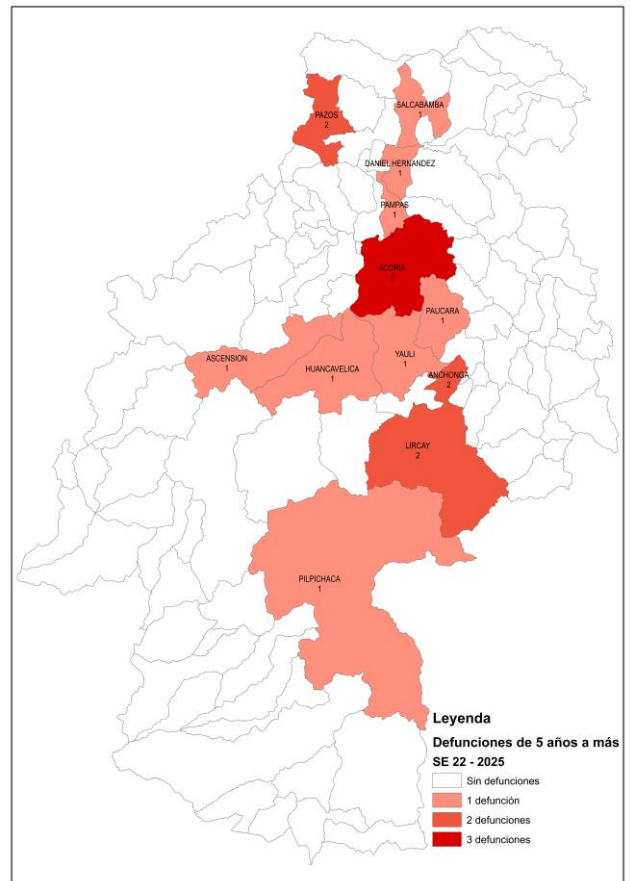 SALCABAMBA
1
PAZOS
2
DANIEL HERNANDEZ
1
PAMPAS
1
ACORIA
3
PAUCARA
1
ASCENSION
1
HUANCAVELICA
1
YAULI
1
ANCHONGA
2
LIRCAY
2
PILPICHACA
1
Leyenda
Defunciones de 5 años a más
SE 22 - 2025
Sin defunciones
1 defunción
2 defunciones
3 defunciones